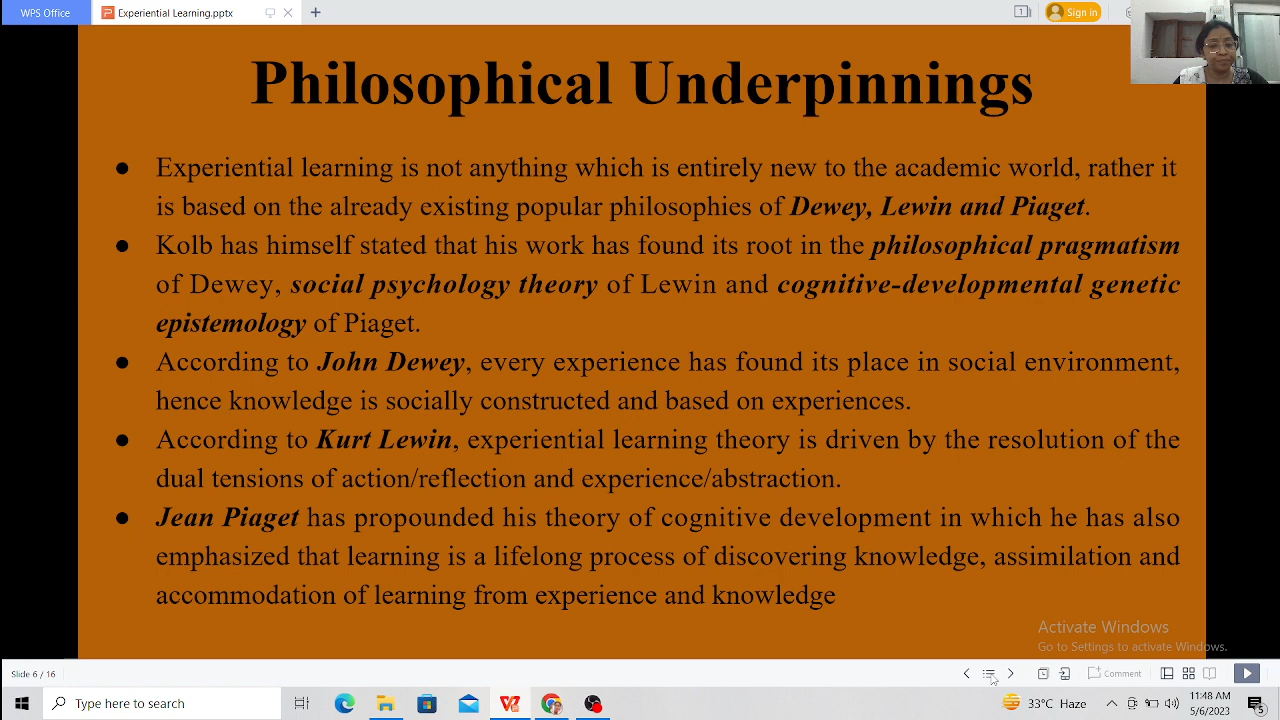 WPS Office
Experiential Learning.pptx
+
1
Sign in
Philosophical Underpinnings
● Experiential learning is not anything which is entirely new to the academic world, rather it
is based on the already existing popular philosophies of Dewey, Lewin and Piaget.
● Kolb has himself stated that his work has found its root in the philosophical pragmatism
of Dewey, social psychology theory of Lewin and cognitive-developmental genetic
epistemology of Piaget.
● According to John Dewey, every experience has found its place in social environment,
hence knowledge is socially constructed and based on experiences.
● According to Kurt Lewin, experiential learning theory is driven by the resolution of the
dual tensions of action/reflection and experience/abstraction.
● Jean Piaget has propounded his theory of cognitive development in which he has also
emphasized that learning is a lifelong process of discovering knowledge, assimilation and
accommodation of learning from experience and knowledge
Activate Windows
Go to Settings to activate Windows.
Slide 6 / 16
Comment
Type here to search
33°C Haze
11:48 AM
5/6/2023
5